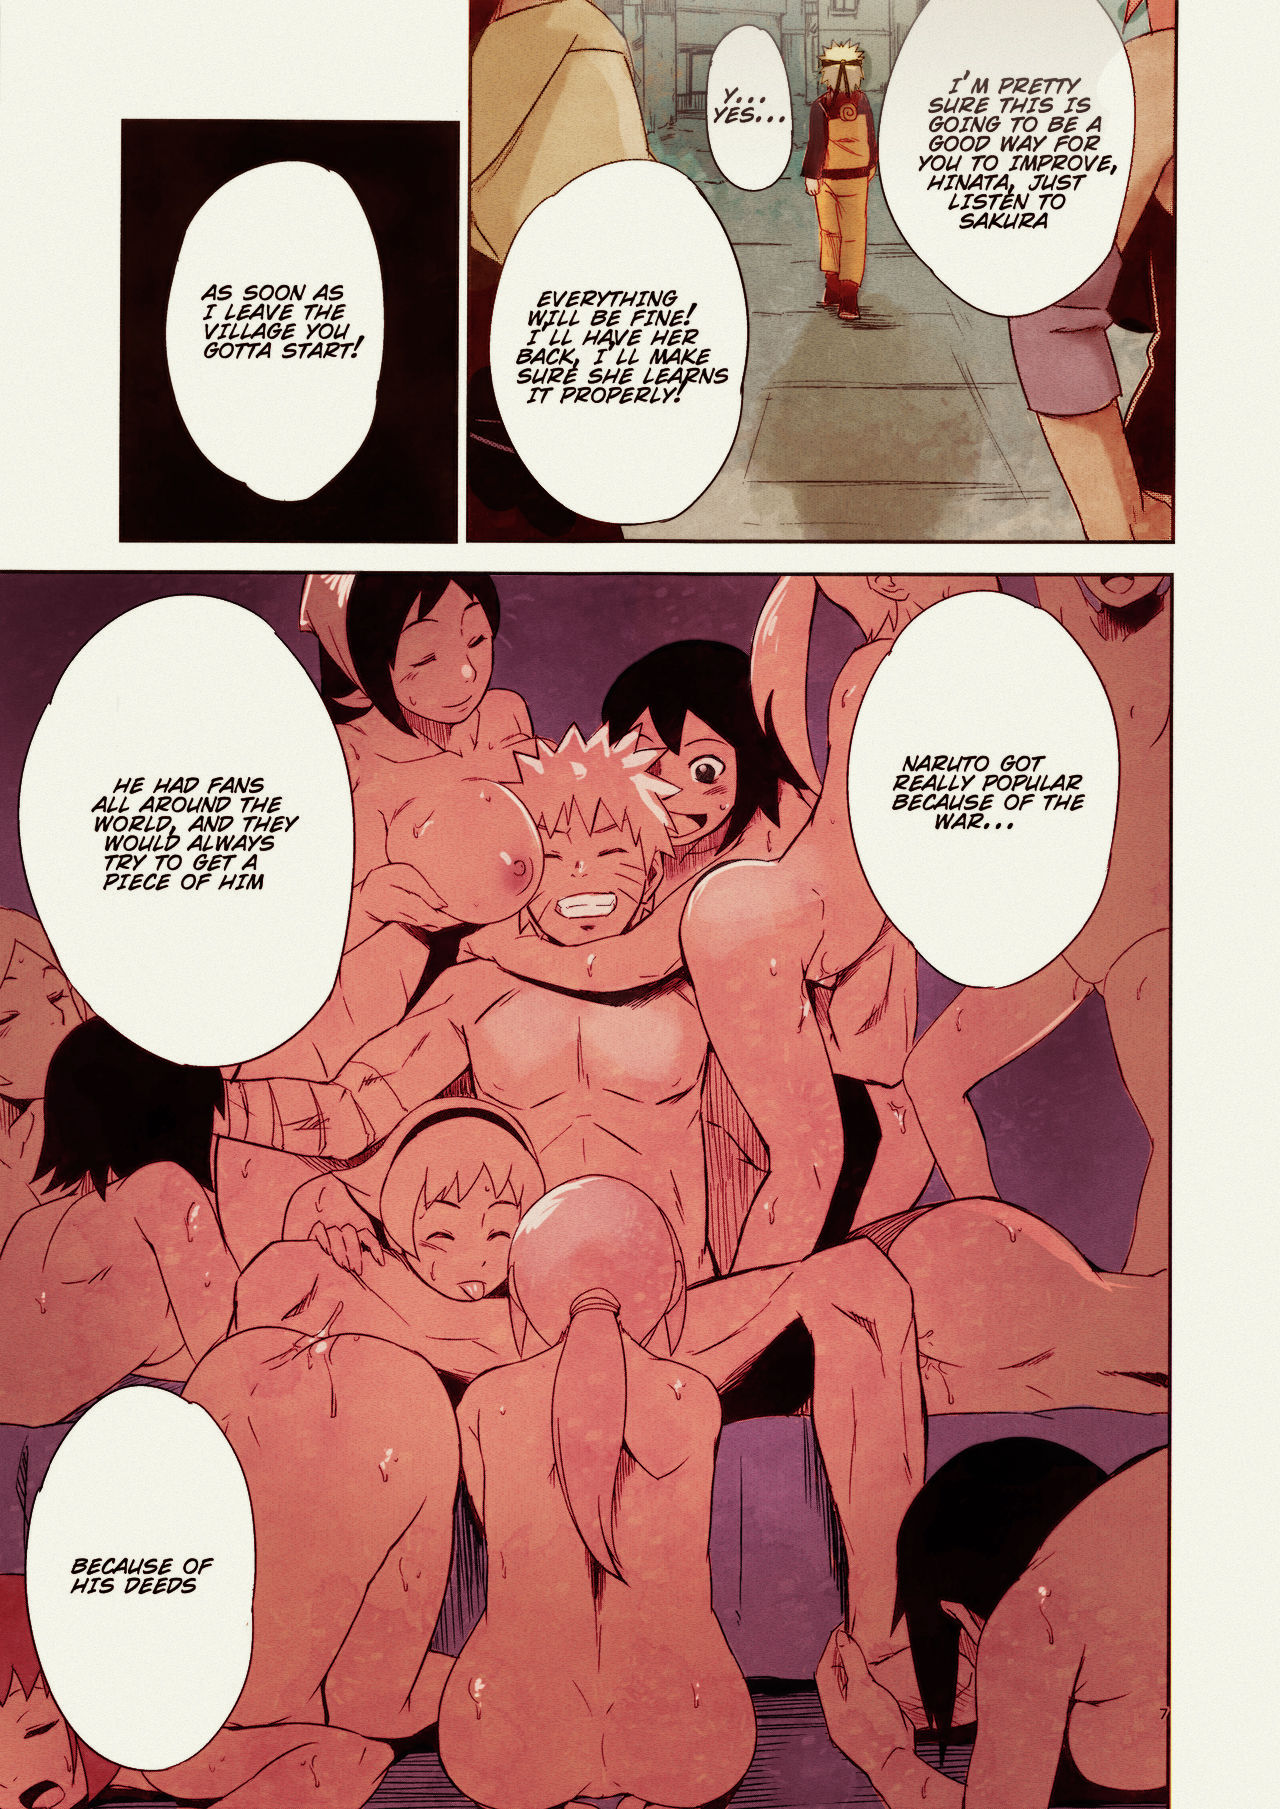 I'M PRETTY
SURE THIS IS
GOING TO BE A
GOOD WAY FOR
YOU TO IMPROVE,
HINATA, JUST
LISTEN TO
SAKURA
Y...
YES...
EVERYTHING
WILL BE FINE!
I'LL HAVE HER
BACK, I'LL MAKE
SURE SHE LEARNS
IT PROPERLY!
AS SOON AS
I LEAVE THE
VILLAGE YOU
GOTTA START!
NARUTO GOT
REALLY POPULAR
BECAUSE OF THE
WAR...
HE HAD FANS
ALL AROUND THE
WORLD, AND THEY
WOULD ALWAYS
TRY TO GET A
PIECE OF HIM
BECAUSE OF
HIS DEEDS
7